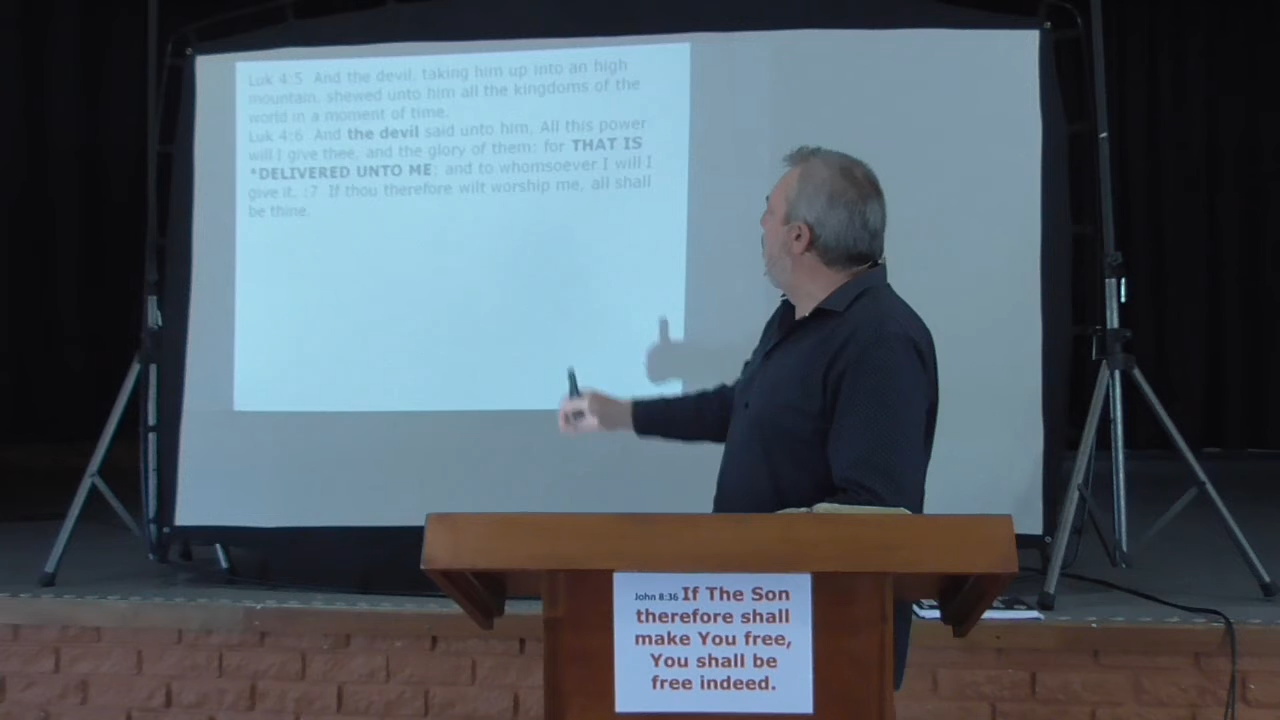 Luk 4:5 And the devil, taking him up into an high
mountain, shewed unto him all the kingdoms of the
world in a moment of time.
Luk 4:6 And the devil said unto him, All this power
will I give thee, and the glory of them: for THAT IS
*DELIVERED UNTO ME; and to whomsoever I will I
give it. :7 If thou therefore wilt worship me, all shall
be thine.
John 8:36 If The Son
therefore shall
make You free,
You shall be
free indeed.